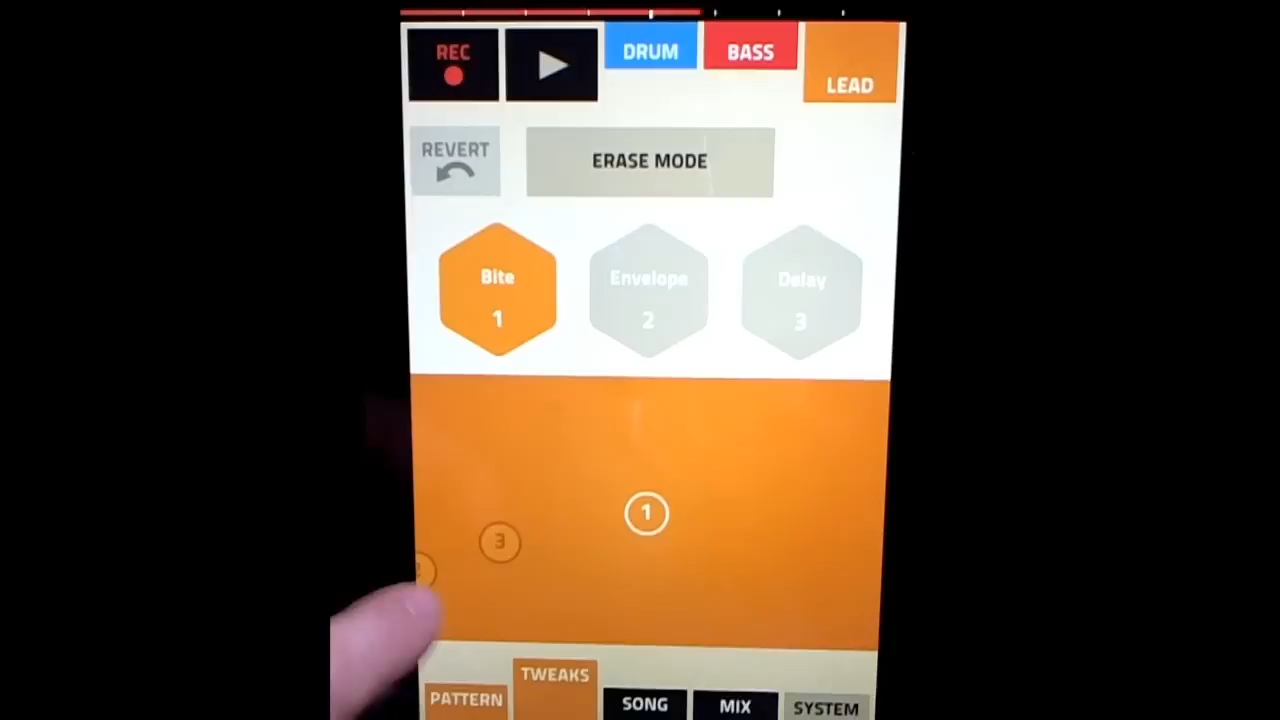 REC
DRUM
BASS
LEAD
REVERT
ERASE MODE
Bite
1
Envelope
2
Delay
3
1
3
PATTERN
TWEAKS
SONG
MIX
SYSTEM